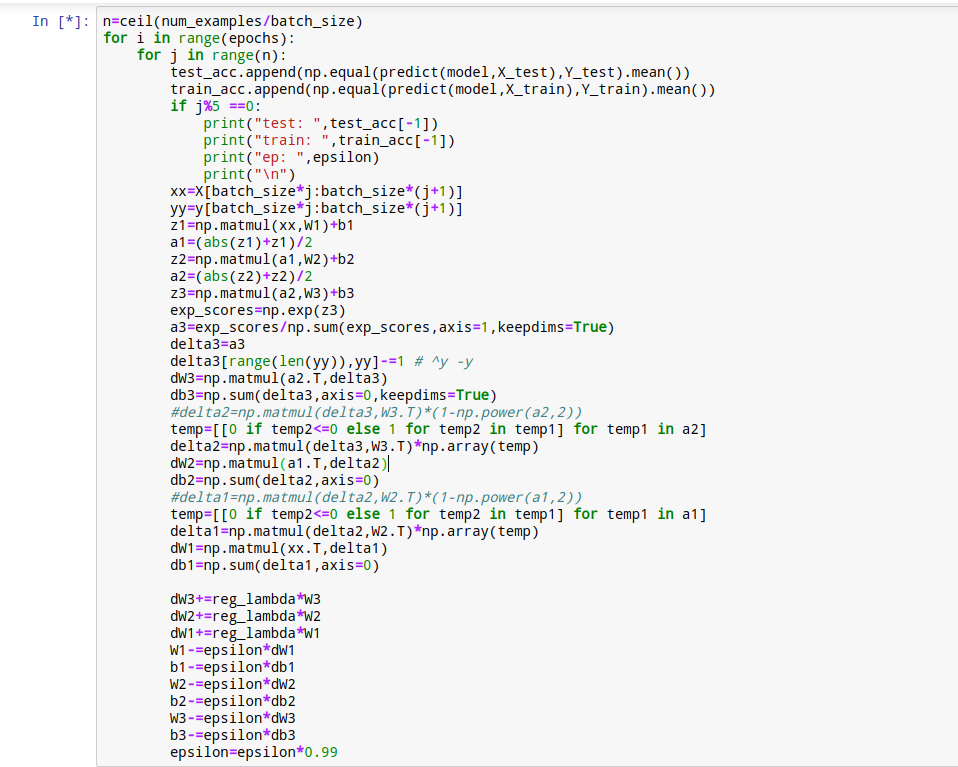 In [*]: n=ceil(num_examples/batch_size)
for i in range(epochs):
    for j in range(n):
        test_acc.append(np.equal(predict(model,X_test),Y_test).mean())
        train_acc.append(np.equal(predict(model,X_train),Y_train).mean())
        if j%5 ==0:
            print("test: ",test_acc[-1])
            print("train: ",train_acc[-1])
            print("ep: ",epsilon)
            print("\n")
        xx=X[batch_size*j:batch_size*(j+1)]
        yy=y[batch_size*j:batch_size*(j+1)]
        z1=np.matmul(xx,W1)+b1
        a1=(abs(z1)+z1)/2
        z2=np.matmul(a1,W2)+b2
        a2=(abs(z2)+z2)/2
        z3=np.matmul(a2,W3)+b3
        exp_scores=np.exp(z3)
        a3=exp_scores/np.sum(exp_scores,axis=1,keepdims=True)
        delta3=a3
        delta3[range(len(yy)),yy]-=1 # ^y -y
        dW3=np.matmul(a2.T,delta3)
        db3=np.sum(delta3,axis=0,keepdims=True)
        #delta2=np.matmul(delta3,W3.T)*(1-np.power(a2,2))
        temp=[[0 if temp2<=0 else 1 for temp2 in temp1] for temp1 in a2]
        delta2=np.matmul(delta3,W3.T)*np.array(temp)
        dW2=np.matmul(a1.T,delta2)
        db2=np.sum(delta2,axis=0)
        #delta1=np.matmul(delta2,W2.T)*(1-np.power(a1,2))
        temp=[[0 if temp2<=0 else 1 for temp2 in temp1] for temp1 in a1]
        delta1=np.matmul(delta2,W2.T)*np.array(temp)
        dW1=np.matmul(xx.T,delta1)
        db1=np.sum(delta1,axis=0)

        dW3+=reg_lambda*W3
        dW2+=reg_lambda*W2
        dW1+=reg_lambda*W1
        W1-=epsilon*dW1
        b1-=epsilon*db1
        W2-=epsilon*dW2
        b2-=epsilon*db2
        W3-=epsilon*dW3
        b3-=epsilon*db3
        epsilon=epsilon*0.99